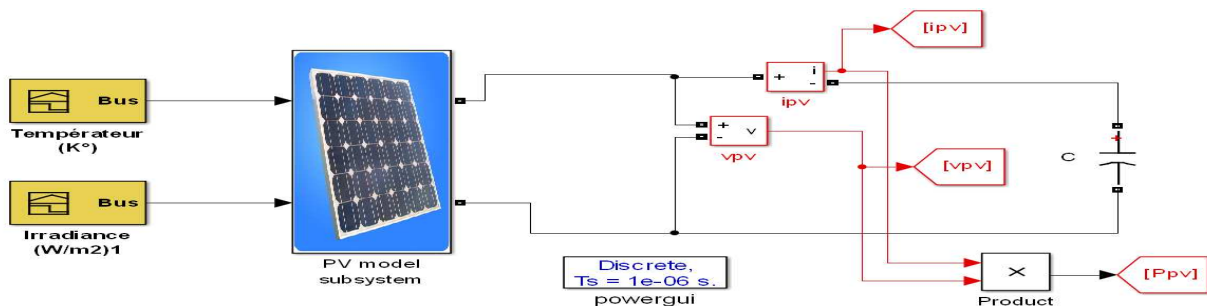 Bus
Températeur
(K°)
Bus
Irradiance
(W/m2)1
PV model
subsystem
Discrete,
Ts = 1e-06 s.
powergui
+
i
-
ipv
+
-
v
vpv
[ipv]
[vpv]
+
C
×
Product
[Ppv]